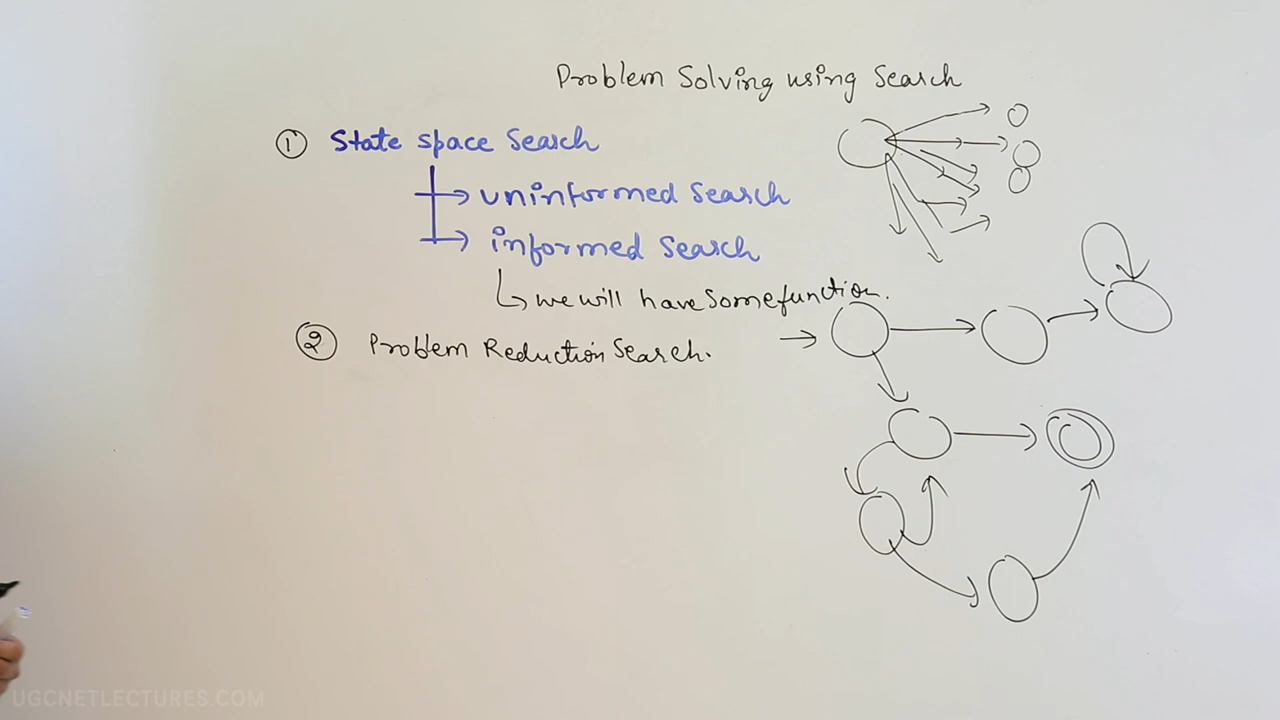 Problem Solving using Search
① State space Search
uninformed Search
informed Search
we will have some function.
② Problem Reduction Search.
UGCNETLECTURES.COM